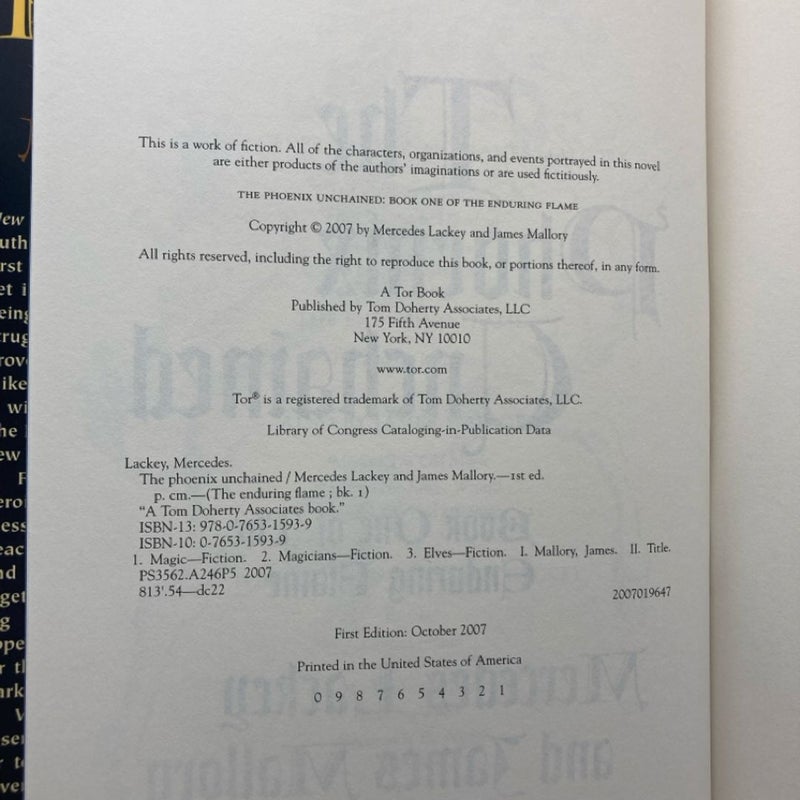 This is a work of fiction. All of the characters, organizations, and events portrayed in this novel
are either products of the authors' imaginations or are used fictitiously.
THE PHOENIX UNCHAINED: BOOK ONE OF THE ENDURING FLAME
Copyright © 2007 by Mercedes Lackey and James Mallory
All rights reserved, including the right to reproduce this book, or portions thereof, in any form.
A Tor Book
Published by Tom Doherty Associates, LLC
175 Fifth Avenue
New York, NY 10010
www.tor.com
Tor® is a registered trademark of Tom Doherty Associates, LLC.
Library of Congress Cataloging-in-Publication Data
Lackey, Mercedes.
The phoenix unchained / Mercedes Lackey and James Mallory.—1st ed.
p. cm.—(The enduring flame ; bk. 1)
"A Tom Doherty Associates book."
ISBN-13: 978-0-7653-1593-9
ISBN-10: 0-7653-1593-9
1. Magic—Fiction. 2. Magicians—Fiction. 3. Elves—Fiction. I. Mallory, James. II. Title.
PS3562.A246P5 2007
813'.54—dc22 2007019647
First Edition: October 2007
Printed in the United States of America
0 9 8 7 6 5 4 3 2 1